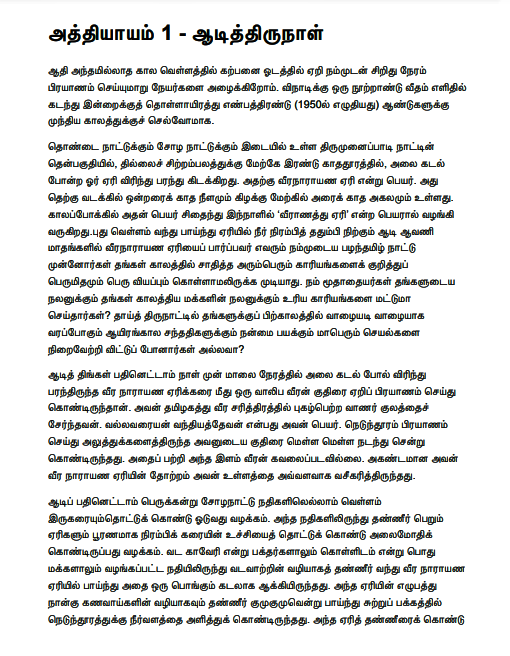 அத்தியாயம் 1 - ஆடித்திருநாள்
ஆதி அந்தமில்லாத கால வெள்ளத்தில் கற்பனை ஓடத்தில் ஏறி நம்முடன் சிறிது நேரம்
பிரயாணம் செய்யுமாறு நேயர்களை அழைக்கிறோம். விநாடிக்கு ஒரு நூற்றாண்டு வீதம் எளிதில்
கடந்து இன்றைக்குத் தொள்ளாயிரத்து எண்பத்திரண்டு (1950ல் எழுதியது) ஆண்டுகளுக்கு
முந்திய காலத்துக்குச் செல்வோமாக.
தொண்டை நாட்டுக்கும் சோழ நாட்டுக்கும் இடையில் உள்ள திருமுனைப்பாடி நாட்டின்
தென்பகுதியில், தில்லைச் சிற்றம்பலத்துக்கு மேற்கே இரண்டு காததூரத்தில், அலை கடல்
போன்ற ஓர் ஏரி விரிந்து பரந்து கிடக்கிறது. அதற்கு வீரநாராயண ஏரி என்று பெயர். அது
தெற்கு வடக்கில் ஒன்றரைக் காத நீளமும் கிழக்கு மேற்கில் அரைக் காத அகலமும் உள்ளது.
காலப்போக்கில் அதன் பெயர் சிதைந்து இந்நாளில் 'வீராணத்து ஏரி' என்ற பெயரால் வழங்கி
வருகிறது.புது வெள்ளம் வந்து பாய்ந்து ஏரியில் நீர் நிரம்பித் ததும்பி நிற்கும் ஆடி ஆவணி
மாதங்களில் வீரநாராயண ஏரியைப் பார்ப்பவர் எவரும் நம்முடைய பழந்தமிழ் நாட்டு
முன்னோர்கள் தங்கள் காலத்தில் சாதித்த அரும்பெரும் காரியங்களைக் குறித்துப்
பெருமிதமும் பெரு வியப்பும் கொள்ளாமலிருக்க முடியாது. நம் மூதாதையர்கள் தங்களுடைய
நலனுக்கும் தங்கள் காலத்திய மக்களின் நலனுக்கும் உரிய காரியங்களை மட்டுமா
செய்தார்கள்? தாய்த் திருநாட்டில் தங்களுக்குப் பிற்காலத்தில் வாழையடி வாழையாக
வரப்போகும் ஆயிரங்கால சந்ததிகளுக்கும் நன்மை பயக்கும் மாபெரும் செயல்களை
நிறைவேற்றி விட்டுப் போனார்கள் அல்லவா?
ஆடித் திங்கள் பதினெட்டாம் நாள் முன் மாலை நேரத்தில் அலை கடல் போல் விரிந்து
பரந்திருந்த வீர நாராயண ஏரிக்கரை மீது ஒரு வாலிப வீரன் குதிரை ஏறிப் பிரயாணம் செய்து
கொண்டிருந்தான். அவன் தமிழகத்து வீர சரித்திரத்தில் புகழ்பெற்ற வாணர் குலத்தைச்
சேர்ந்தவன். வல்லவரையன் வந்தியத்தேவன் என்பது அவன் பெயர். நெடுந்தூரம் பிரயாணம்
செய்து அலுத்துக்களைத்திருந்த அவனுடைய குதிரை மெள்ள மெள்ள நடந்து சென்று
கொண்டிருந்தது. அதைப் பற்றி அந்த இளம் வீரன் கவலைப்படவில்லை. அகண்டமான அவன்
வீர நாராயண ஏரியின் தோற்றம் அவன் உள்ளத்தை அவ்வளவாக வசீகரித்திருந்தது.
ஆடிப் பதினெட்டாம் பெருக்கன்று சோழநாட்டு நதிகளிலெல்லாம் வெள்ளம்
இருகரையும்தொட்டுக் கொண்டு ஓடுவது வழக்கம். அந்த நதிகளிலிருந்து தண்ணீர் பெறும்
ஏரிகளும் பூரணமாக நிரம்பிக் கரையின் உச்சியைத் தொட்டுக் கொண்டு அலைமோதிக்
கொண்டிருப்பது வழக்கம். வட காவேரி என்று பக்தர்களாலும் கொள்ளிடம் என்று பொது
மக்களாலும் வழங்கப்பட்ட நதியிலிருந்து வடவாற்றின் வழியாகத் தண்ணீர் வந்து வீர நாராயண
ஏரியில் பாய்ந்து அதை ஒரு பொங்கும் கடலாக ஆக்கியிருந்தது. அந்த ஏரியின் எழுபத்து
நான்கு கணவாய்களின் வழியாகவும் தண்ணீர் குமுகுமுவென்று பாய்ந்து சுற்றுப் பக்கத்தில்
நெடுந்தூரத்துக்கு நீர்வளத்தை அளித்துக் கொண்டிருந்தது. அந்த ஏரித் தண்ணீரைக் கொண்டு